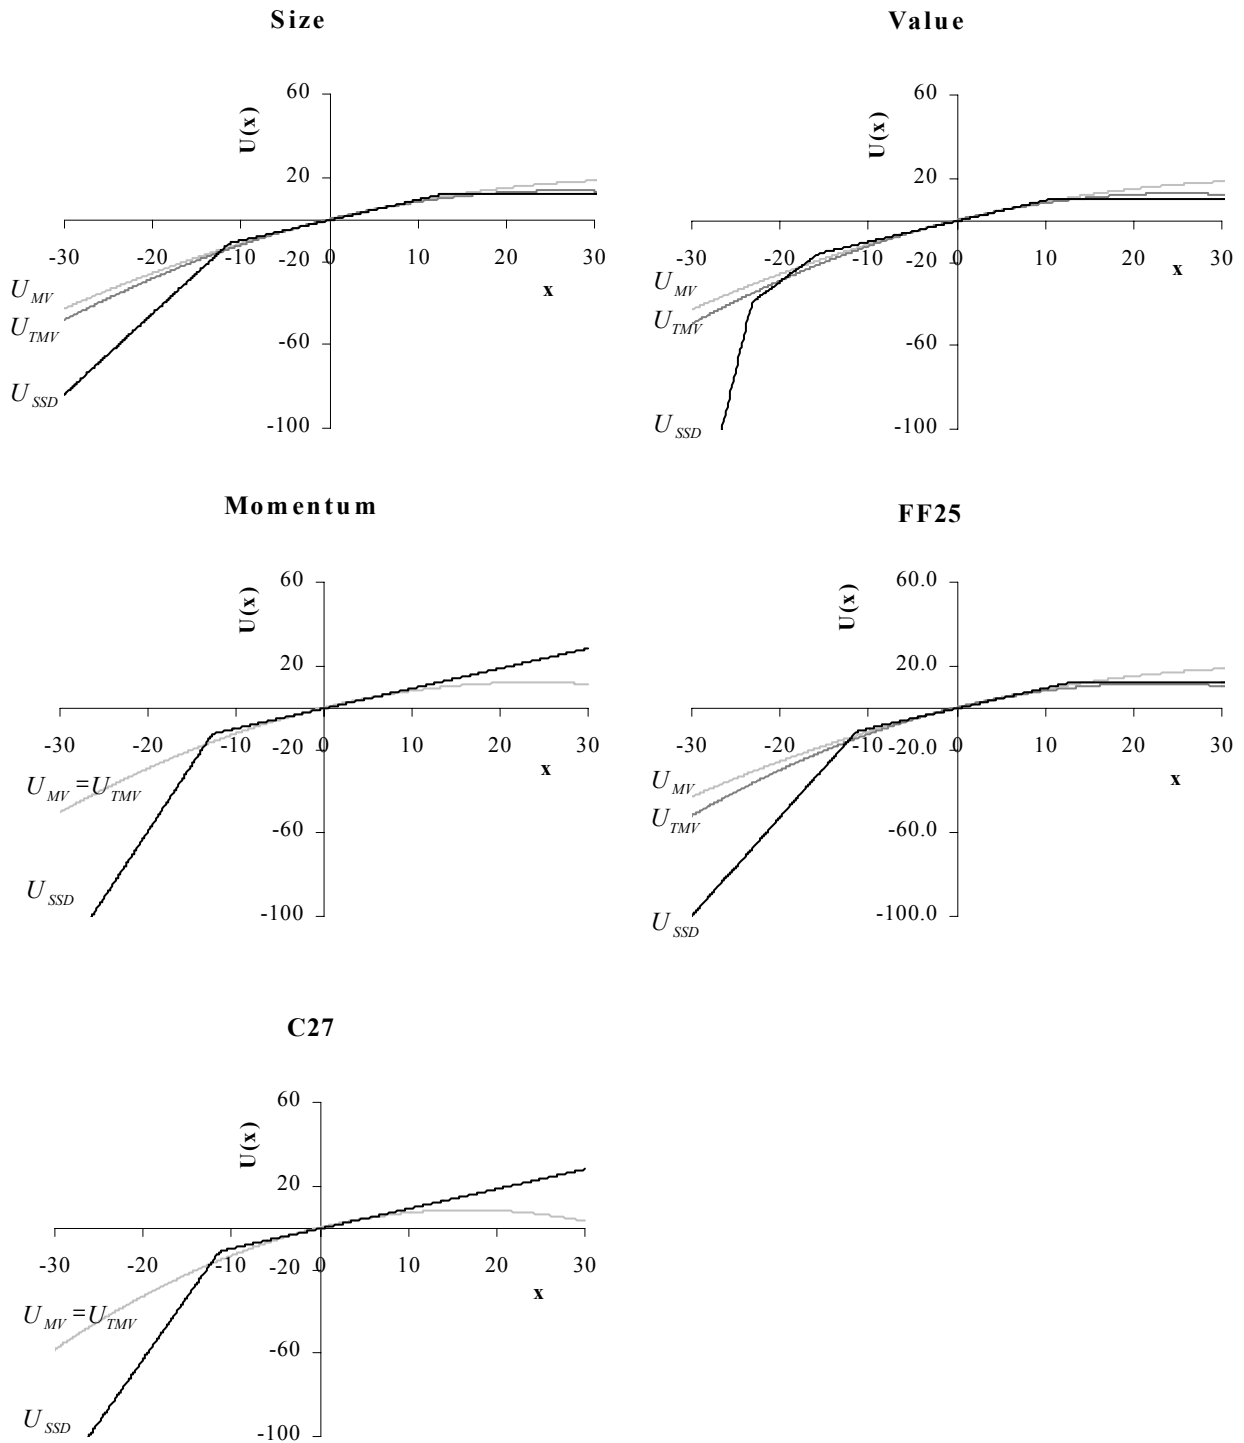 Size
Value
U(x)
60
20
-30
-20
-10
-20
0
10
20
30
x
-60
-100
U_MV
U_TMV
U_SSD
U(x)
60
20
-30
-20
-10
-20
0
10
20
30
x
-60
-100
U_MV
U_TMV
U_SSD
Momentum
FF25
U(x)
60
20
-30
-20
-10
-20
0
10
20
30
x
-60
-100
U_MV = U_TMV
U_SSD
U(x)
60.0
20.0
-30
-20
-10
-20.0
0
10
20
30
x
-60.0
-100.0
U_MV
U_TMV
U_SSD
C27
U(x)
60
20
-30
-20
-10
-20
0
10
20
30
x
-60
-100
U_MV = U_TMV
U_SSD